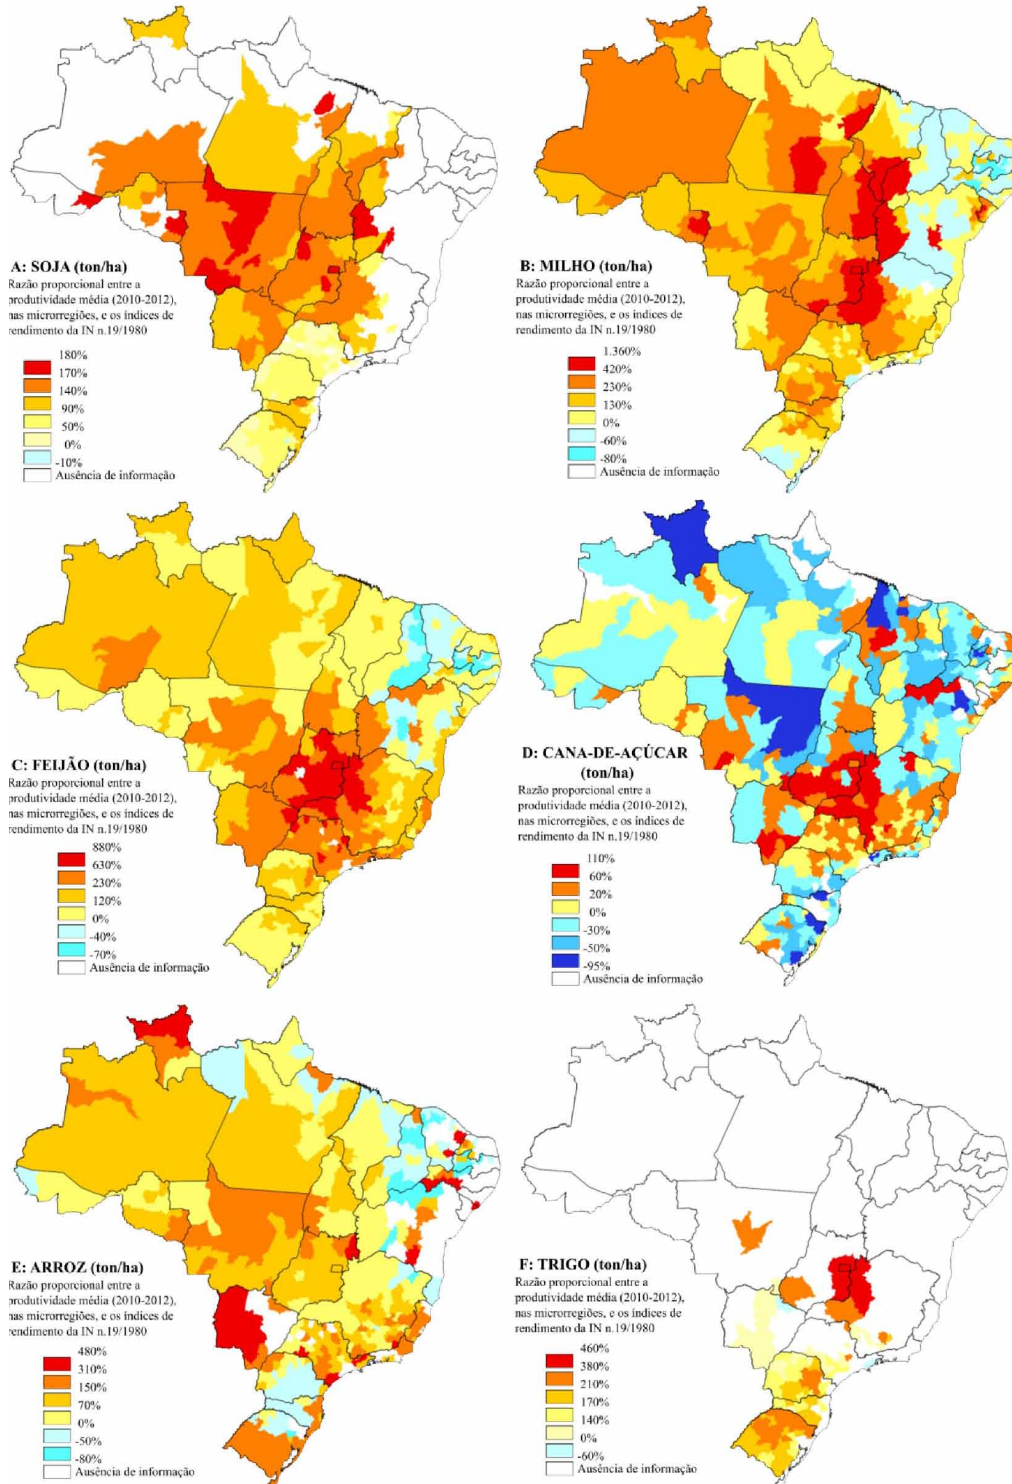 A: SOJA (ton/ha)
Razão proporcional entre a
produtividade média (2010-2012),
nas microrregiões, e os índices de
rendimento da IN n.19/1980
180%
170%
140%
90%
50%
0%
-10%
Ausência de informação
B: MILHO (ton/ha)
Razão proporcional entre a
produtividade média (2010-2012),
nas microrregiões, e os índices de
rendimento da IN n.19/1980
1.360%
420%
230%
130%
0%
-60%
-80%
Ausência de informação
C: FEIJÃO (ton/ha)
Razão proporcional entre a
produtividade média (2010-2012),
nas microrregiões, e os índices de
rendimento da IN n.19/1980
880%
630%
230%
120%
0%
-40%
-70%
Ausência de informação
D: CANA-DE-AÇÚCAR
(ton/ha)
Razão proporcional entre a
produtividade média (2010-2012),
nas microrregiões, e os índices de
rendimento da IN n.19/1980
110%
60%
20%
0%
-30%
-50%
-95%
Ausência de informação
E: ARROZ (ton/ha)
Razão proporcional entre a
produtividade média (2010-2012),
nas microrregiões, e os índices de
rendimento da IN n.19/1980
480%
310%
150%
70%
0%
-50%
-80%
Ausência de informação
F: TRIGO (ton/ha)
Razão proporcional entre a
produtividade média (2010-2012),
nas microrregiões, e os índices de
rendimento da IN n.19/1980
460%
380%
210%
170%
140%
0%
-60%
Ausência de informação